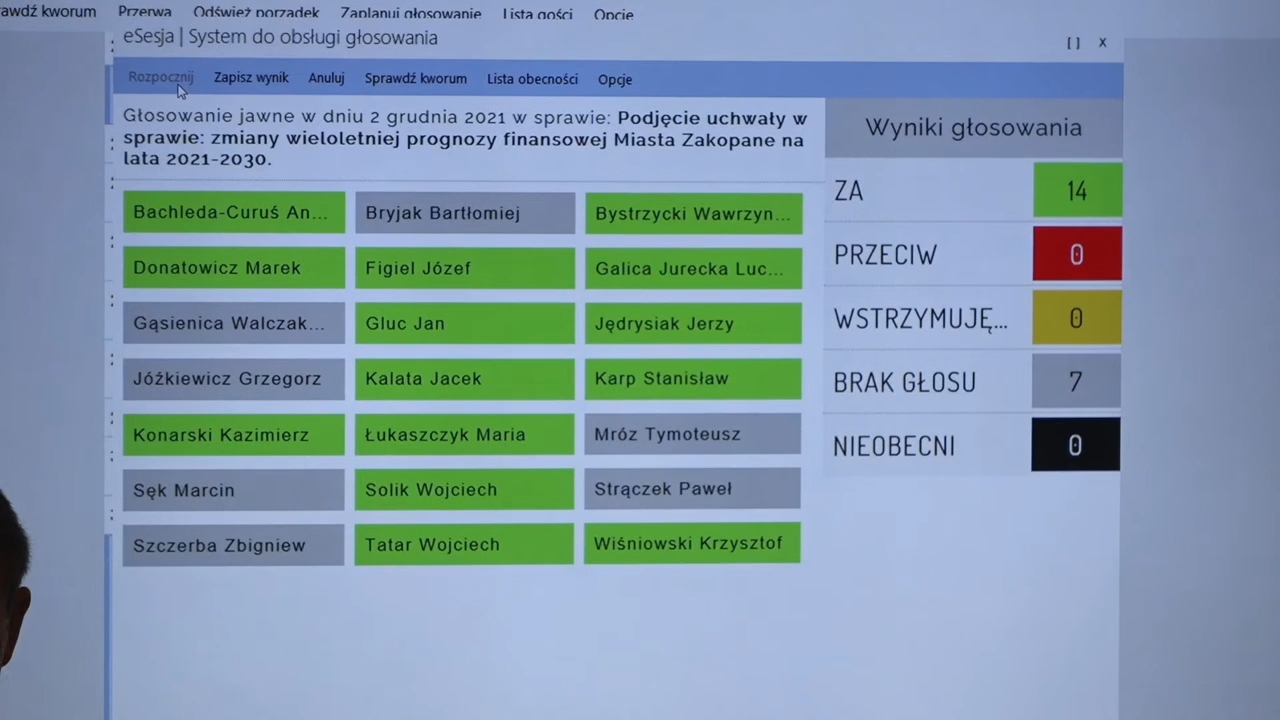 rawdź kworum Przerwa Odśwież porządek Zaplanuj głosowanie Lista gości Opcje
eSesja | System do obsługi głosowania
[ ] X
Rozpocznij Zapisz wynik Anuluj Sprawdź kworum Lista obecności Opcje
Głosowanie jawne w dniu 2 grudnia 2021 w sprawie: Podjęcie uchwały w
sprawie: zmiany wieloletniej prognozy finansowej Miasta Zakopane na
lata 2021-2030.
Bachleda-Curuś An... Bryjak Bartłomiej Bystrzycki Wawrzyn...
Donatowicz Marek Figiel Józef Galica Jurecka Luc...
Gąsienica Walczak... Gluc Jan Jędrysiak Jerzy
Jóżkiewicz Grzegorz Kalata Jacek Karp Stanisław
Konarski Kazimierz Łukaszczyk Maria Mróz Tymoteusz
Sęk Marcin Solik Wojciech Strączek Paweł
Szczerba Zbigniew Tatar Wojciech Wiśniowski Krzysztof
Wyniki głosowania
ZA 14
PRZECIW 0
WSTRZYMUJĘ... 0
BRAK GŁOSU 7
NIEOBECNI 0